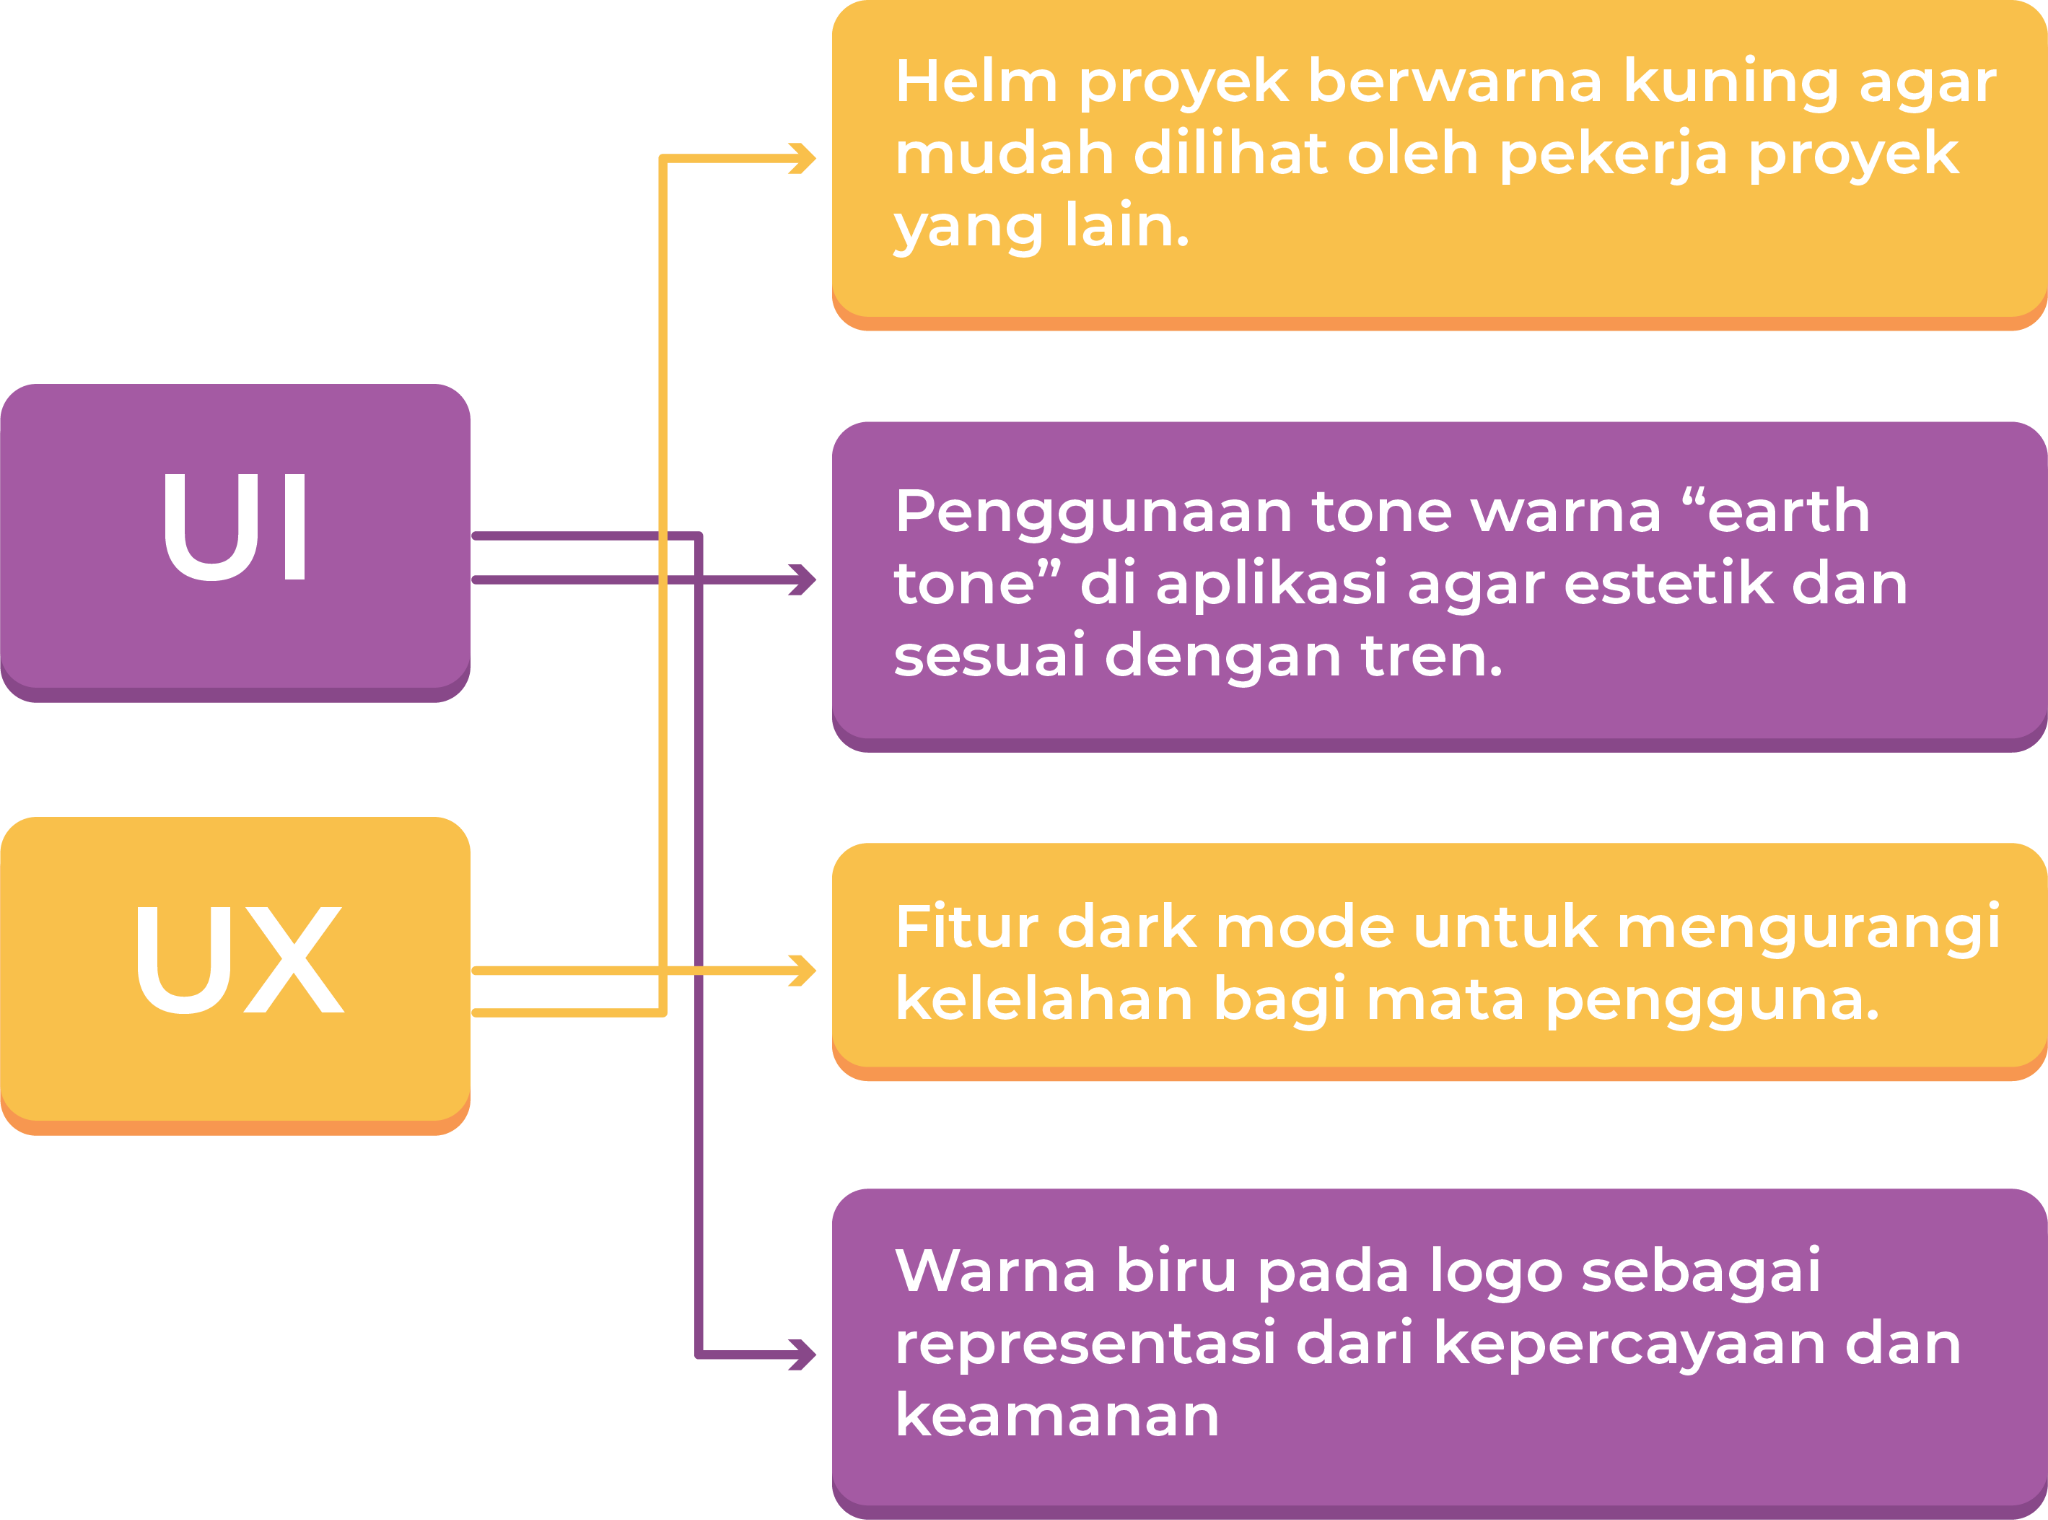 UI
UX
Helm proyek berwarna kuning agar
mudah dilihat oleh pekerja proyek
yang lain.
Penggunaan tone warna “earth
tone” di aplikasi agar estetik dan
sesuai dengan tren.
Fitur dark mode untuk mengurangi
kelelahan bagi mata pengguna.
Warna biru pada logo sebagai
representasi dari kepercayaan dan
keamanan